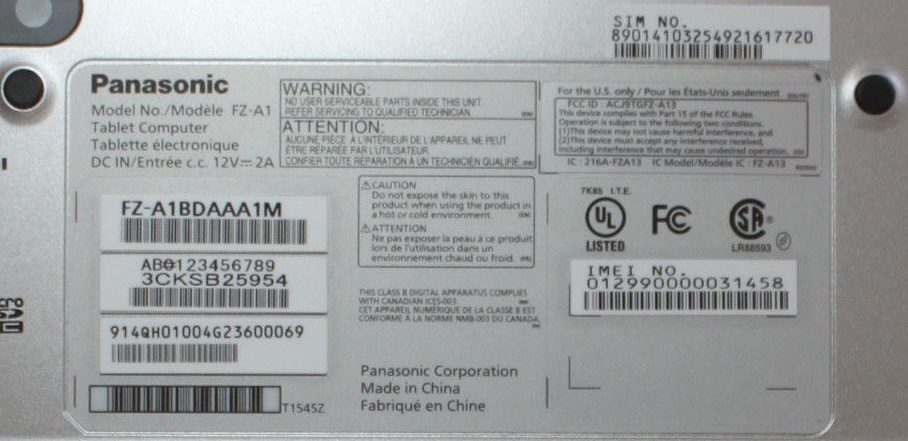 SIM NO.
89014103254921617720
Panasonic
Model No./Modèle FZ-A1
Tablet Computer
Tablette électronique
DC IN/Entrée c.c. 12V⎓2A
WARNING:
NO USER SERVICEABLE PARTS INSIDE THIS UNIT
REFER SERVICING TO QUALIFIED TECHNICIAN
ATTENTION:
AUCUNE PIÈCE À L'INTÉRIEUR DE L'APPAREIL NE PEUT
ÊTRE RÉPARÉE PAR L'UTILISATEUR.
CONFIER TOUTE RÉPARATION À UN TECHNICIEN QUALIFIÉ
For the U.S. only / Pour les États-Unis seulement
FCC ID : ACJ9TGFZ-A13
This device complies with Part 15 of the FCC Rules
Operation is subject to the following two conditions.
(1)This device may not cause harmful interference, and
(2)This device must accept any interference received,
including interference that may cause undesired operation.
IC : 216A-FZA13 IC Model/Modèle IC : FZ-A13
FZ-A1BDAAA1M
AB0123456789
3CKSB25954
914QH01004G23600069
T1545Z
CAUTION
Do not expose the skin to this
product when using the product in
a hot or cold environment.
ATTENTION
Ne pas exposer la peau à ce produit
lors de l'utilisation dans un
environnement chaud ou froid.
THIS CLASS B DIGITAL APPARATUS COMPLIES
WITH CANADIAN ICES-003.
CET APPAREIL NUMÉRIQUE DE LA CLASSE B EST
CONFORME À LA NORME NMB-003 DU CANADA.
Panasonic Corporation
Made in China
Fabriqué en Chine
7K85 I.T.E.
UL
LISTED
FC
SA
LR88593
IMEI NO.
012990000031458